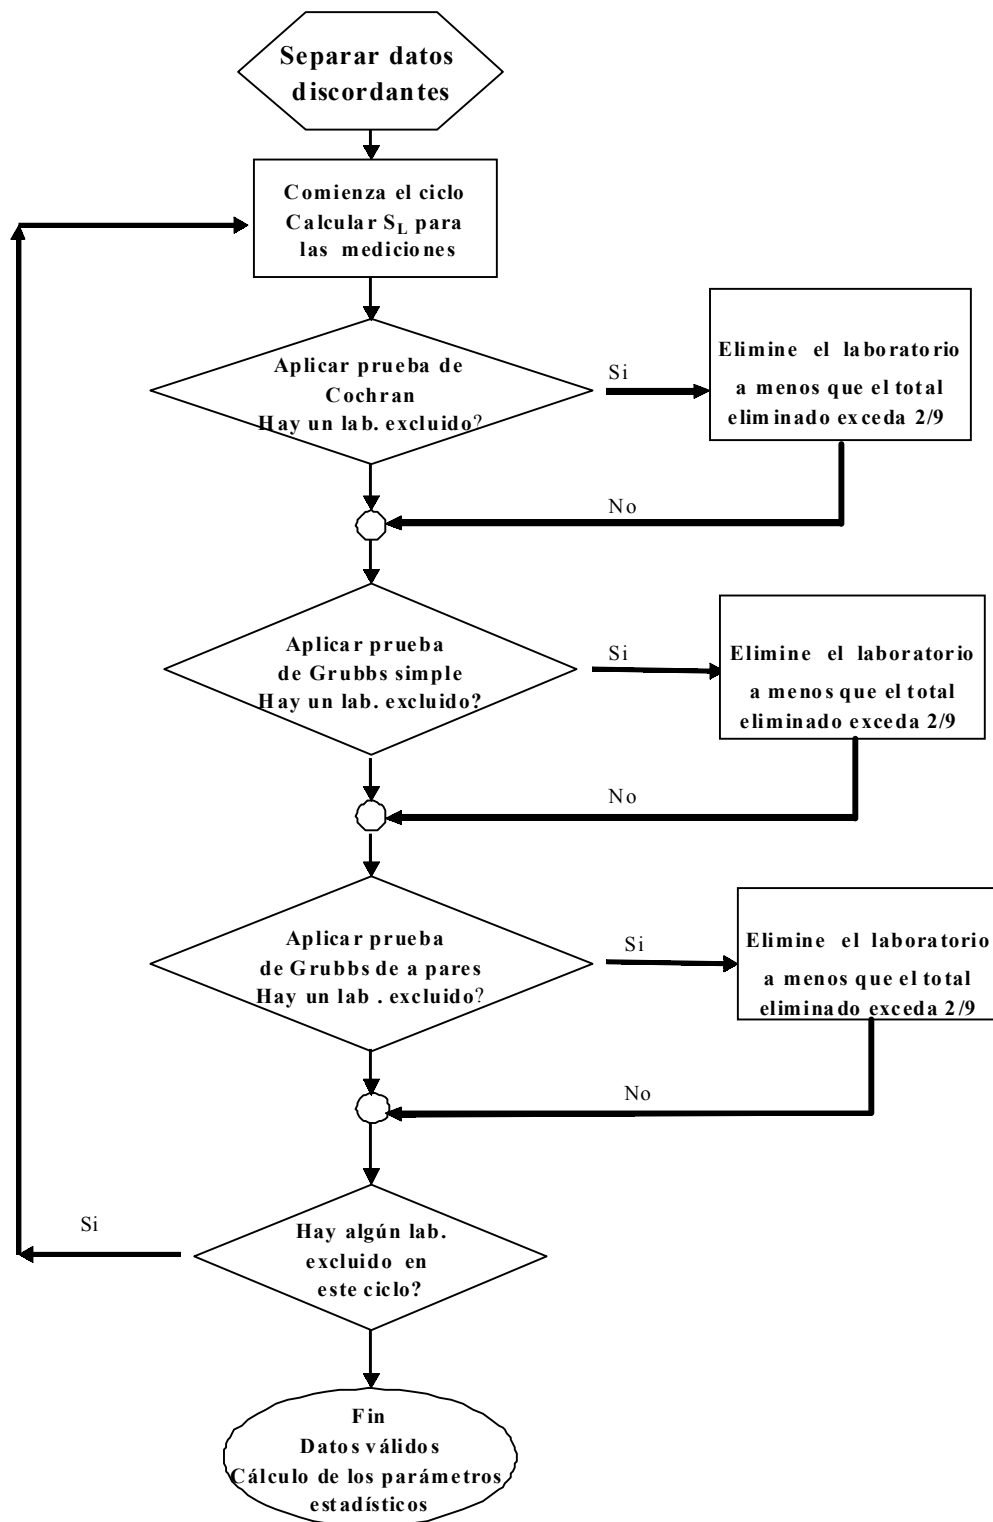 Separar datos
discordantes
Comienza el ciclo
Calcular SL para
las mediciones
Aplicar prueba de
Cochran
Hay un lab. excluido?
Si
Elimine el laboratorio
a menos que el total
eliminado exceda 2/9
No
Aplicar prueba
de Grubbs simple
Hay un lab. excluido?
Si
Elimine el laboratorio
a menos que el total
eliminado exceda 2/9
No
Aplicar prueba
de Grubbs de a pares
Hay un lab . excluido?
Si
Elimine el laboratorio
a menos que el total
eliminado exceda 2/9
No
Si
Hay algún lab.
excluido en
este ciclo?
Fin
Datos válidos
Cálculo de los parámetros
estadísticos